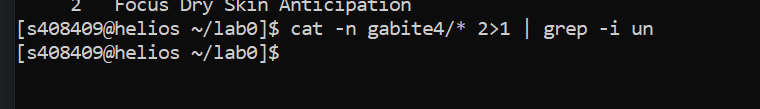 2 Focus Dry Skin Anticipation
[s408409@helios ~/lab0]$ cat -n gabite4/* 2>1 | grep -i un
[s408409@helios ~/lab0]$